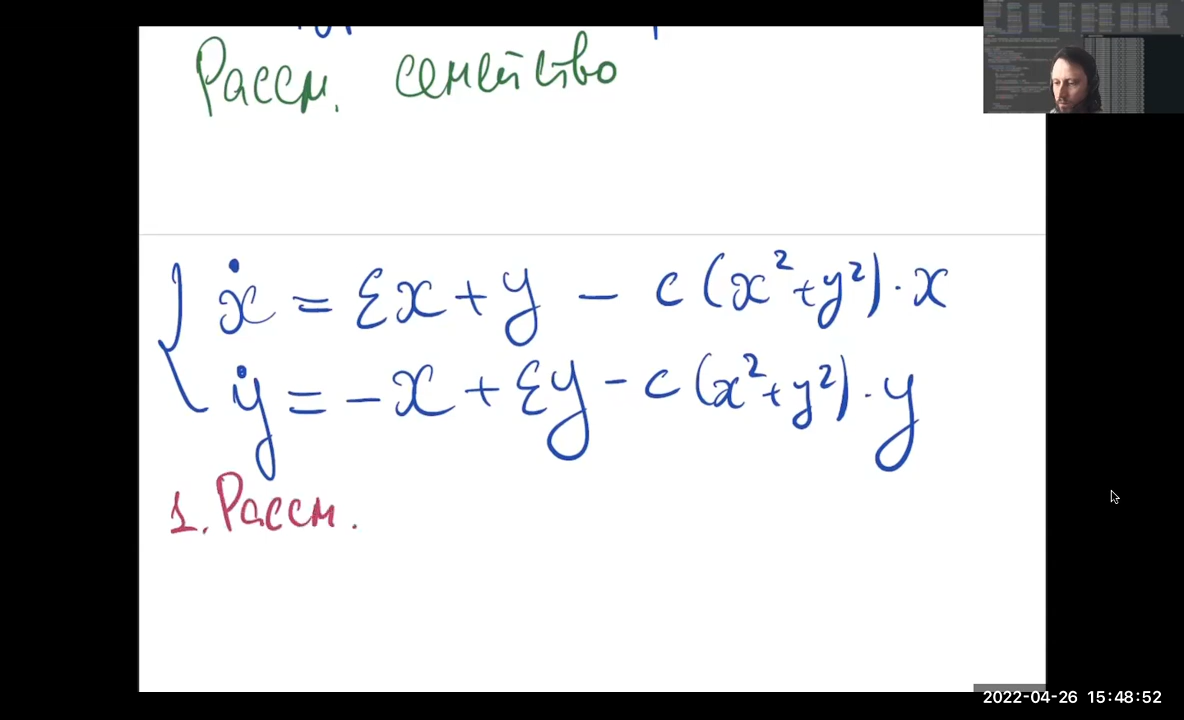 Рассм. семейство
ẋ = εx + y - c(x²+y²)·x
ẏ = -x + εy - c(x²+y²)·y
1. Рассм.
2022-04-26 15:48:52